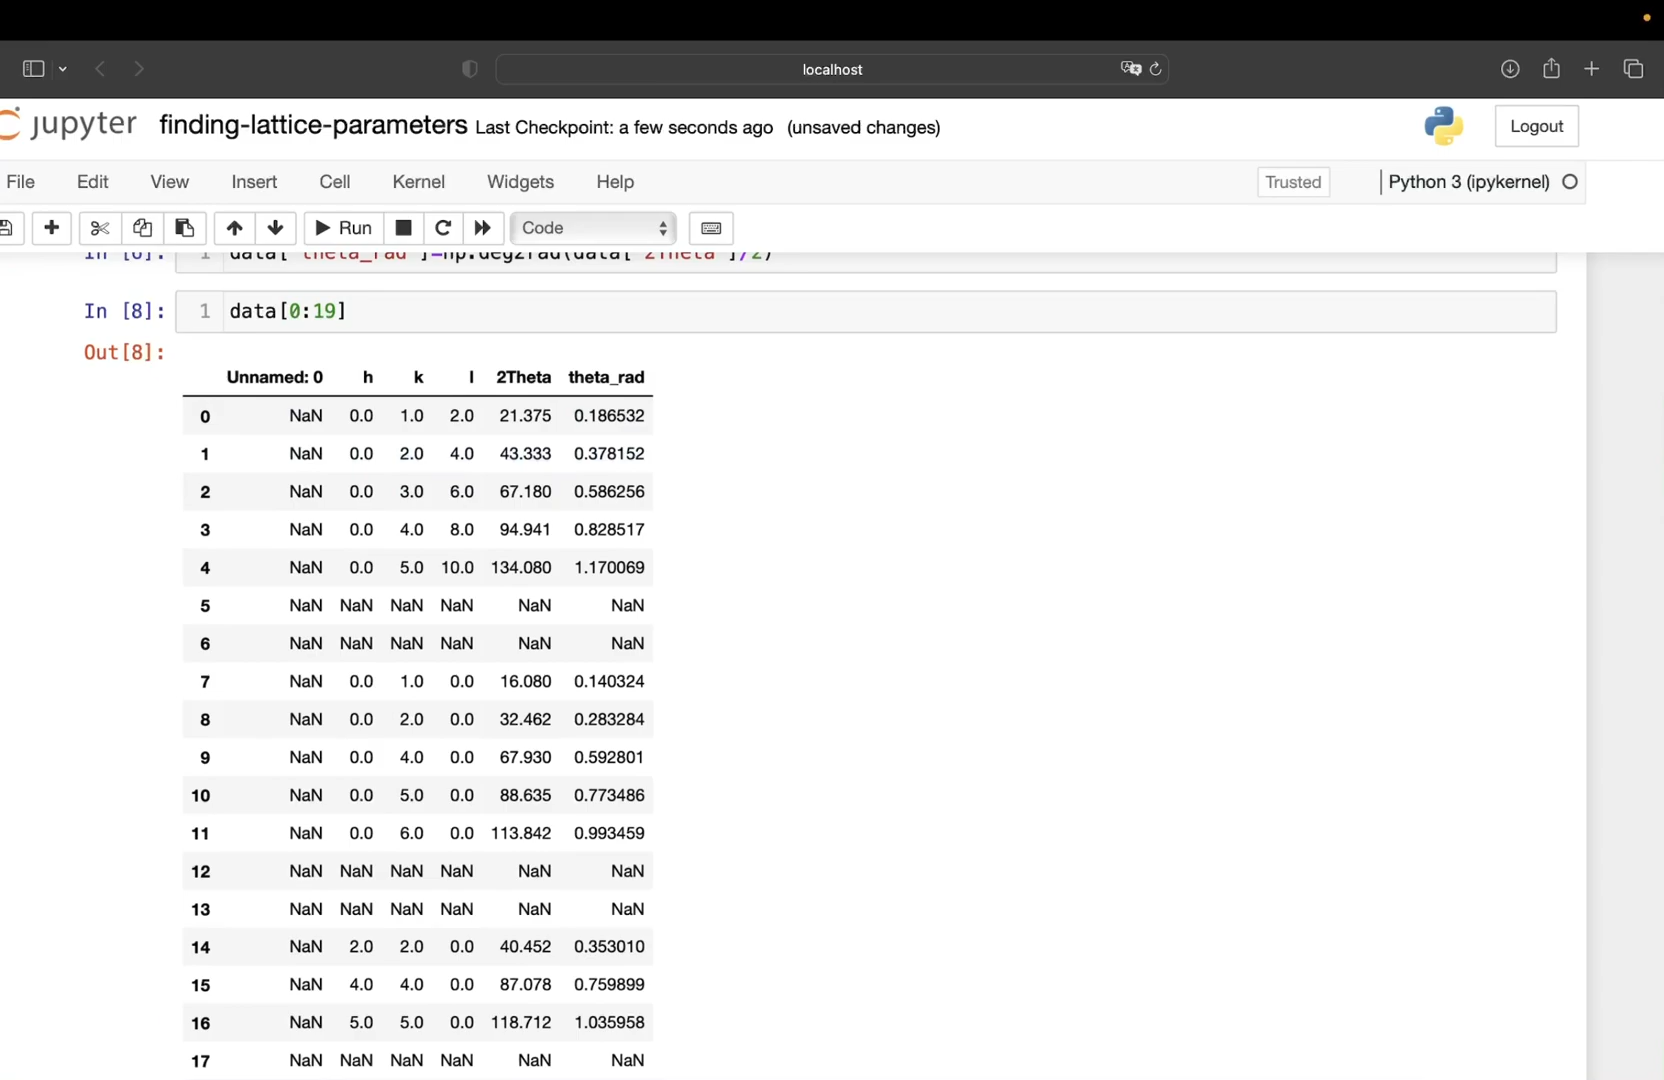 localhost
jupyter finding-lattice-parameters Last Checkpoint: a few seconds ago (unsaved changes) Logout
File Edit View Insert Cell Kernel Widgets Help Trusted Python 3 (ipykernel)
Run Code
In [6]: 1 data['theta_rad']=np.deg2rad(data['2Theta']/2)
In [8]: 1 data[0:19]
Out[8]:
Unnamed: 0 h k l 2Theta theta_rad
0 NaN 0.0 1.0 2.0 21.375 0.186532
1 NaN 0.0 2.0 4.0 43.333 0.378152
2 NaN 0.0 3.0 6.0 67.180 0.586256
3 NaN 0.0 4.0 8.0 94.941 0.828517
4 NaN 0.0 5.0 10.0 134.080 1.170069
5 NaN NaN NaN NaN NaN NaN
6 NaN NaN NaN NaN NaN NaN
7 NaN 0.0 1.0 0.0 16.080 0.140324
8 NaN 0.0 2.0 0.0 32.462 0.283284
9 NaN 0.0 4.0 0.0 67.930 0.592801
10 NaN 0.0 5.0 0.0 88.635 0.773486
11 NaN 0.0 6.0 0.0 113.842 0.993459
12 NaN NaN NaN NaN NaN NaN
13 NaN NaN NaN NaN NaN NaN
14 NaN 2.0 2.0 0.0 40.452 0.353010
15 NaN 4.0 4.0 0.0 87.078 0.759899
16 NaN 5.0 5.0 0.0 118.712 1.035958
17 NaN NaN NaN NaN NaN NaN